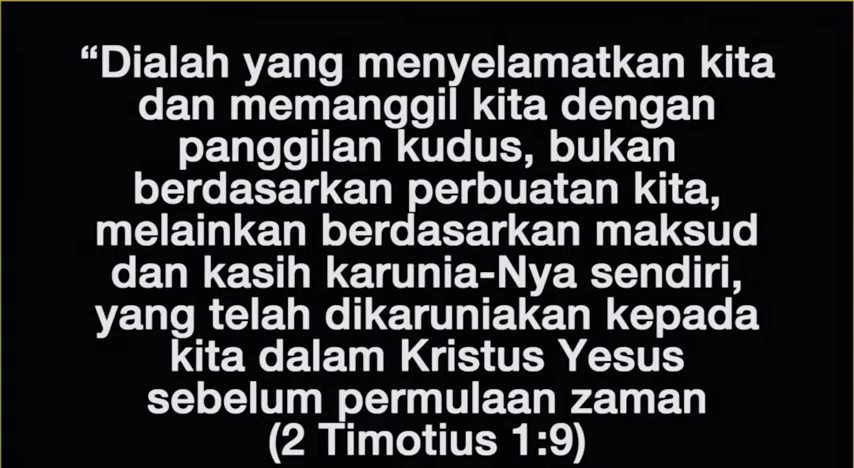 “Dialah yang menyelamatkan kita
dan memanggil kita dengan
panggilan kudus, bukan
berdasarkan perbuatan kita,
melainkan berdasarkan maksud
dan kasih karunia-Nya sendiri,
yang telah dikaruniakan kepada
kita dalam Kristus Yesus
sebelum permulaan zaman
(2 Timotius 1:9)